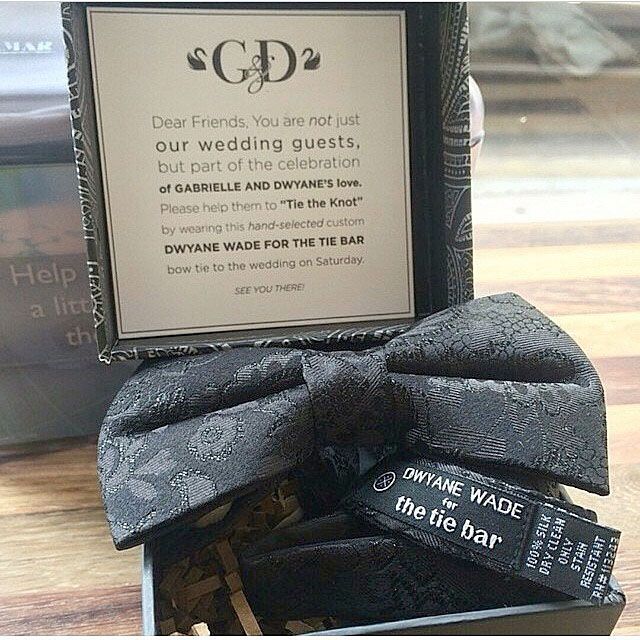 MAR
G&D
Dear Friends, You are not just
our wedding guests,
but part of the celebration
of GABRIELLE AND DWYANE'S love.
Please help them to "Tie the Knot"
by wearing this hand-selected custom
DWYANE WADE FOR THE TIE BAR
bow tie to the wedding on Saturday.
SEE YOU THERE!
Help
a litt
th
DWYANE WADE
for
the tie bar
100% SILK
DRY CLEAN
ONLY
STAIN
RESISTANT